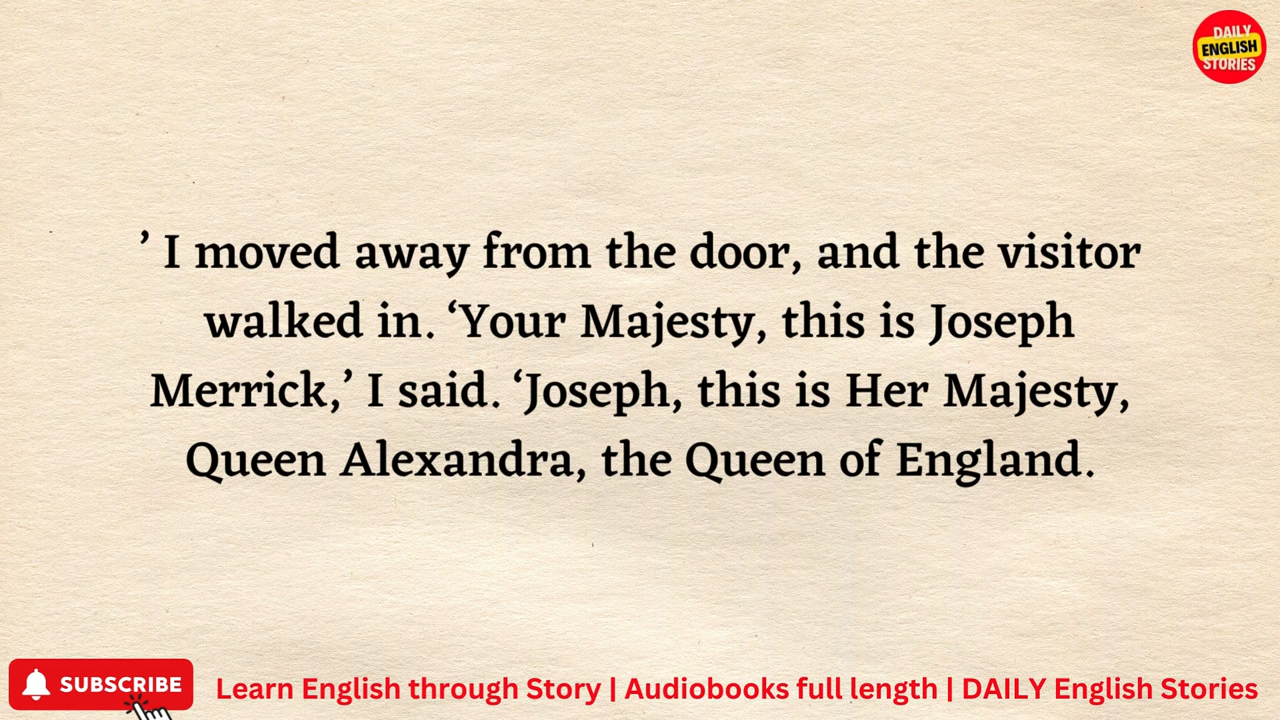 DAILY
ENGLISH
STORIES
’ I moved away from the door, and the visitor
walked in. ‘Your Majesty, this is Joseph
Merrick,’ I said. ‘Joseph, this is Her Majesty,
Queen Alexandra, the Queen of England.
SUBSCRIBE
Learn English through Story | Audiobooks full length | DAILY English Stories